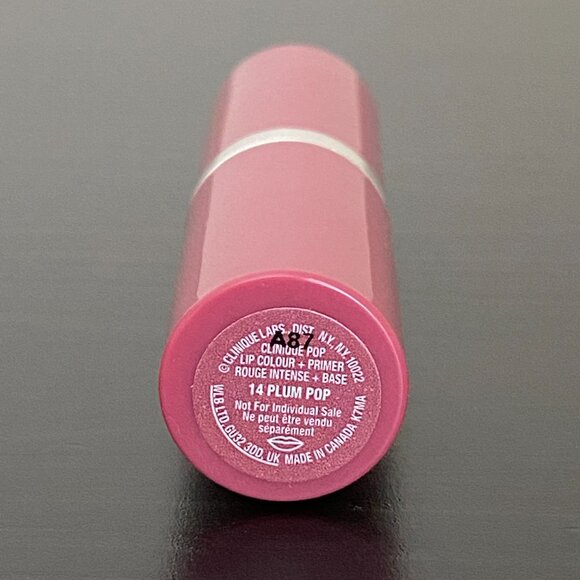 © CLINIQUE LABS, DIST. N.Y. N.Y. 10022
A87
CLINIQUE POP
LIP COLOUR + PRIMER
ROUGE INTENSE + BASE
14 PLUM POP
Not For Individual Sale
Ne peut être vendu
séparément
WLB LTD, GU32 3DD, UK MADE IN CANADA K7MA